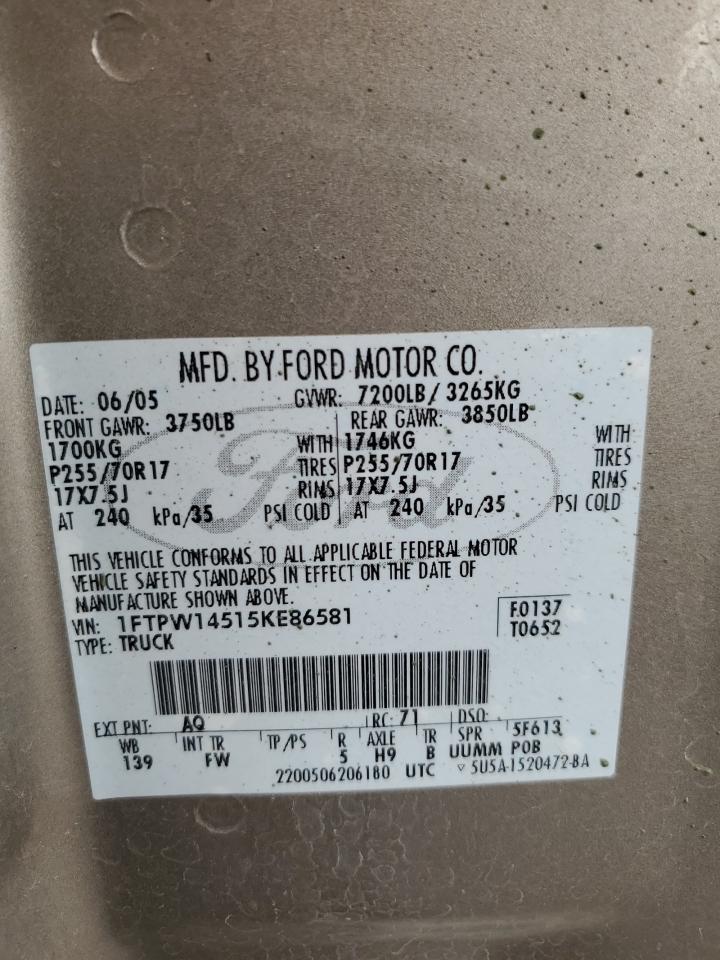 MFD. BY FORD MOTOR CO.
DATE: 06/05 GVWR: 7200LB/ 3265KG
FRONT GAWR: 3750LB REAR GAWR: 3850LB
1700KG WITH 1746KG WITH
P255/70R17 TIRES P255/70R17 TIRES
17X7.5J RIMS 17X7.5J RIMS
AT 240 kPa/35 PSI COLD AT 240 kPa/35 PSI COLD
Ford
THIS VEHICLE CONFORMS TO ALL APPLICABLE FEDERAL MOTOR
VEHICLE SAFETY STANDARDS IN EFFECT ON THE DATE OF
MANUFACTURE SHOWN ABOVE.
VIN: 1FTPW14515KE86581 F0137
TYPE: TRUCK T0652
EXT PNT: AQ RC: 71 DSO:
WB INT TR TP/PS R AXLE TR SPR 5F613
139 FW 5 H9 B UUMM POB
2200506206180 UTC ▽ 5U5A-1520472-BA